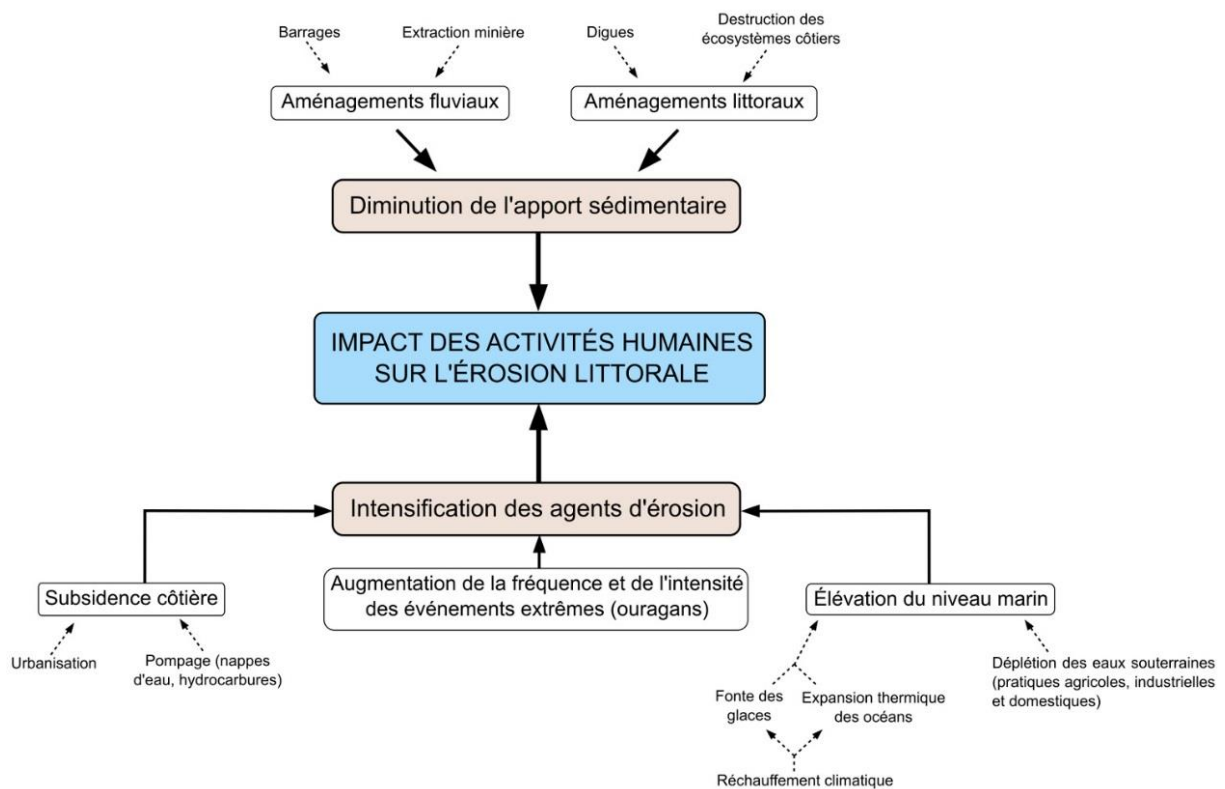 Barrages
Extraction minière
Digues
Destruction des
écosystèmes côtiers
Aménagements fluviaux
Aménagements littoraux
Diminution de l'apport sédimentaire
IMPACT DES ACTIVITÉS HUMAINES
SUR L'ÉROSION LITTORALE
Intensification des agents d'érosion
Augmentation de la fréquence et de l'intensité
des événements extrêmes (ouragans)
Subsidence côtière
Urbanisation
Pompage (nappes
d'eau, hydrocarbures)
Élévation du niveau marin
Fonte des
glaces
Expansion thermique
des océans
Réchauffement climatique
Déplétion des eaux souterraines
(pratiques agricoles, industrielles
et domestiques)